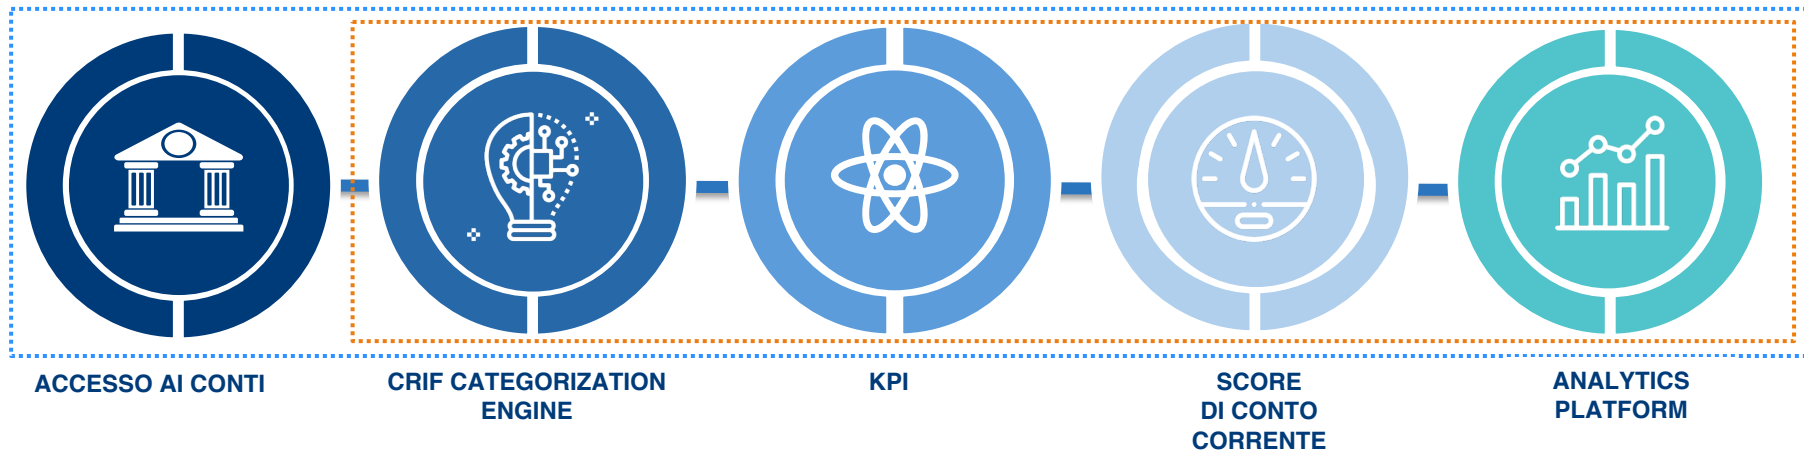 ACCESSO AI CONTI
CRIF CATEGORIZATION
ENGINE
KPI
SCORE
DI CONTO
CORRENTE
ANALYTICS
PLATFORM